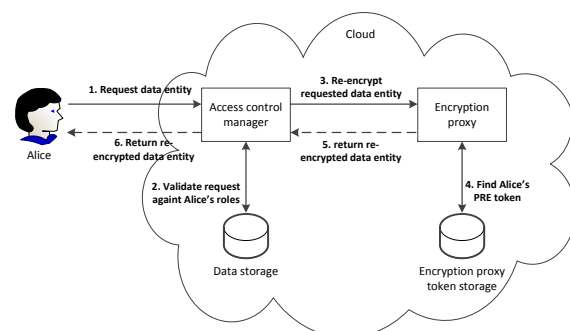 Cloud
1. Request data entity
3. Re-encrypt
requested data entity
Access control
manager
Encryption
proxy
Alice
6. Return re-
encrypted data entity
5. return re-
encrypted data entity
2. Validate request
againt Alice's roles
4. Find Alice's
PRE token
Data storage
Encryption proxy
token storage